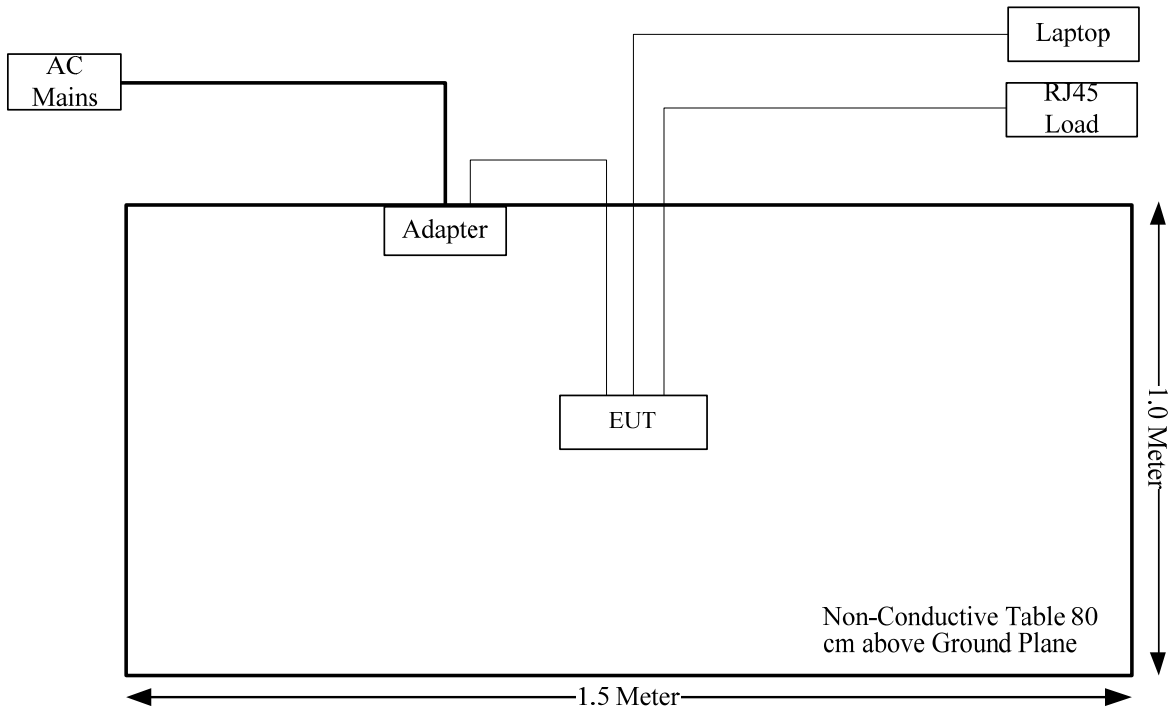 Laptop
AC
Mains
RJ45
Load
Adapter
EUT
1.0 Meter
Non-Conductive Table 80
cm above Ground Plane
1.5 Meter